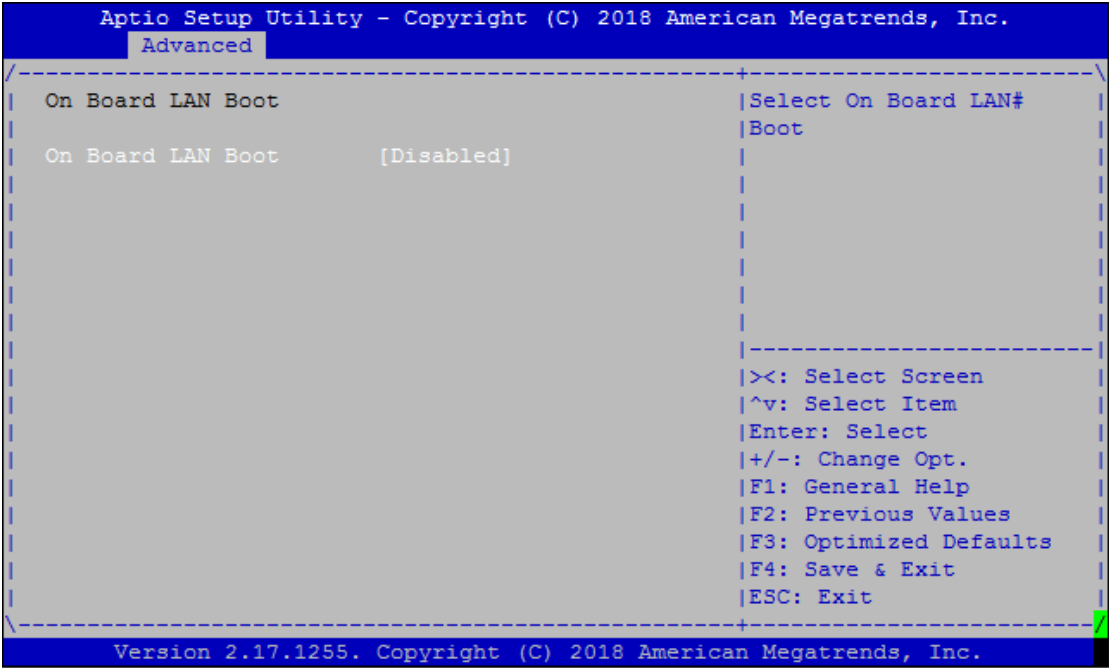 Aptio Setup Utility - Copyright (C) 2018 American Megatrends, Inc.
Advanced
On Board LAN Boot
Select On Board LAN#
Boot
On Board LAN Boot [Disabled]
><: Select Screen
^v: Select Item
Enter: Select
+/-: Change Opt.
F1: General Help
F2: Previous Values
F3: Optimized Defaults
F4: Save & Exit
ESC: Exit
Version 2.17.1255. Copyright (C) 2018 American Megatrends, Inc.